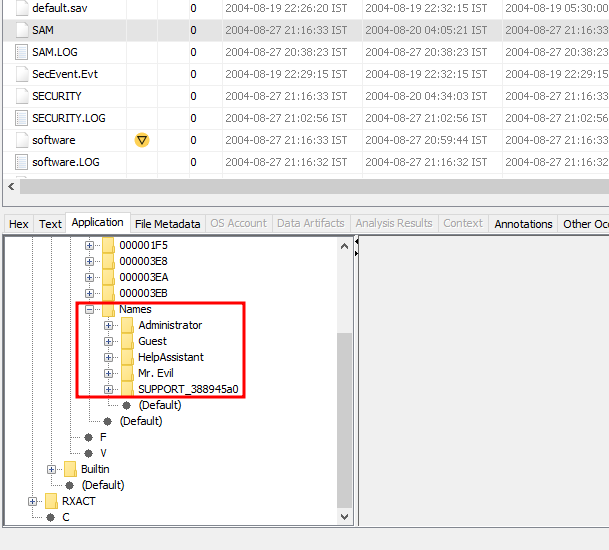 default.sav 0 2004-08-19 22:26:20 IST 2004-08-19 22:32:15 IST 2004-08-19 05:30:00
SAM 0 2004-08-27 21:16:33 IST 2004-08-20 04:05:21 IST 2004-08-27 21:16:33
SAM.LOG 0 2004-08-27 20:38:23 IST 2004-08-27 20:38:23 IST 2004-08-27 20:38:23
SecEvent.Evt 0 2004-08-19 22:29:15 IST 2004-08-19 22:32:15 IST 2004-08-19 22:29:15
SECURITY 0 2004-08-27 21:16:33 IST 2004-08-20 04:34:03 IST 2004-08-27 21:16:33
SECURITY.LOG 0 2004-08-27 21:02:56 IST 2004-08-27 21:02:56 IST 2004-08-27 21:02:56
software 0 2004-08-27 21:16:33 IST 2004-08-27 20:59:44 IST 2004-08-27 21:16:33
software.LOG 0 2004-08-27 21:16:32 IST 2004-08-27 21:16:32 IST 2004-08-27 21:16:32
Hex Text Application File Metadata OS Account Data Artifacts Analysis Results Context Annotations Other Occ
000001F5
000003E8
000003EA
000003EB
Names
Administrator
Guest
HelpAssistant
Mr. Evil
SUPPORT_388945a0
(Default)
(Default)
F
V
Builtin
(Default)
RXACT
C